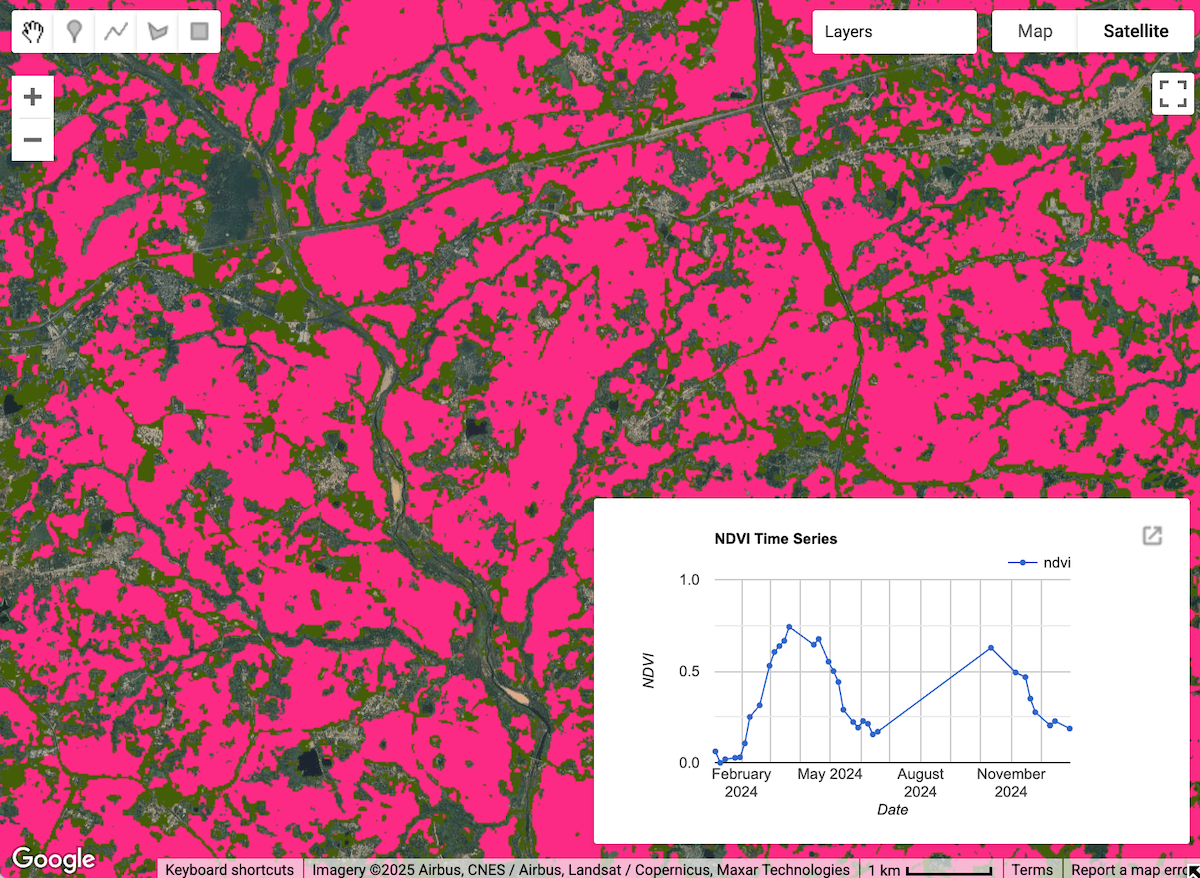 Layers
Map
Satellite
+
−
NDVI Time Series
ndvi
1.0
0.5
0.0
NDVI
February
2024
May 2024
August
2024
November
2024
Date
Google
Keyboard shortcuts
Imagery ©2025 Airbus, CNES / Airbus, Landsat / Copernicus, Maxar Technologies
1 km
Terms
Report a map erro